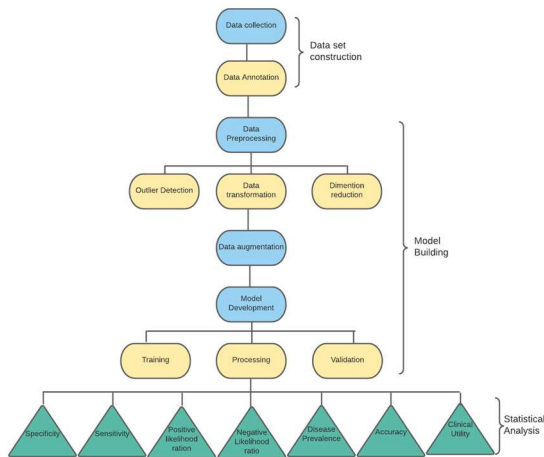 Data collection
Data set
construction
Data Annotation
Data
Preprocessing
Outlier Detection
Data
transformation
Dimention
reduction
Model
Building
Data augmentation
Model
Development
Training
Processing
Validation
Statistical
Analysis
Specificity
Sensitivity
Positive
likelihood
ration
Negative
Likelihood
ratio
Disease
Prevalence
Accuracy
Clinical
Utility